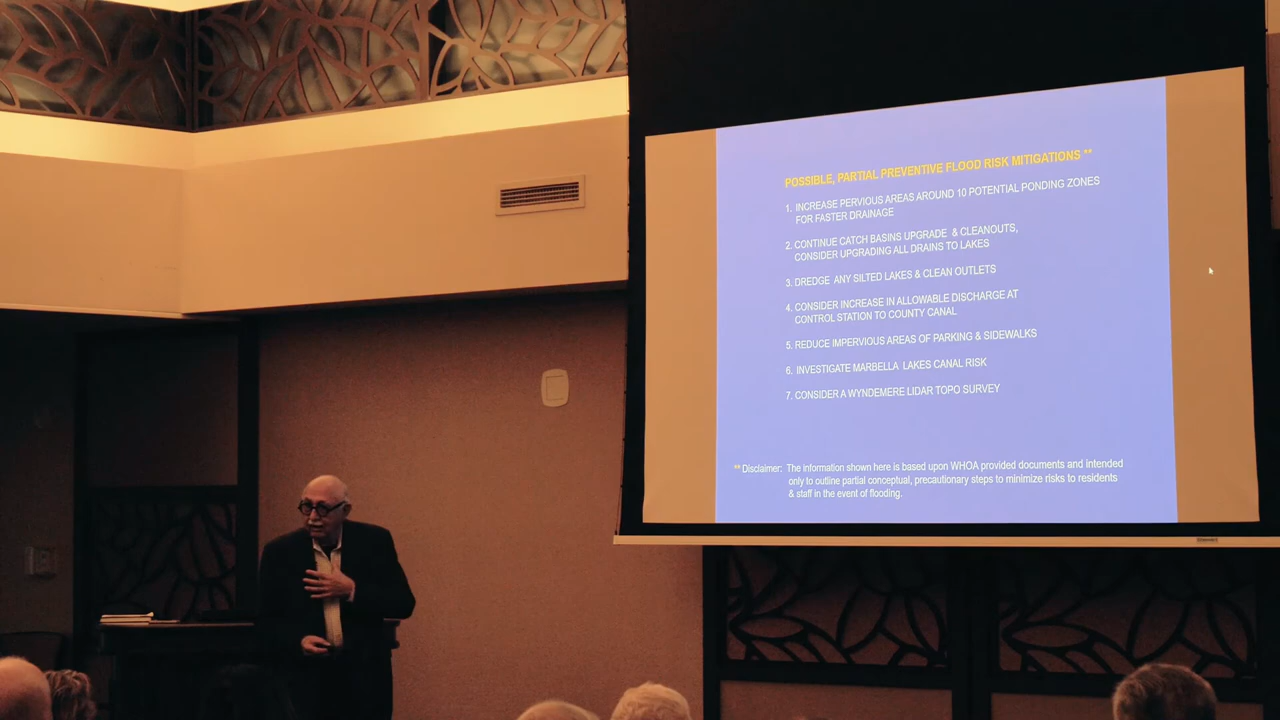 POSSIBLE, PARTIAL PREVENTIVE FLOOD RISK MITIGATIONS **
1. INCREASE PERVIOUS AREAS AROUND 10 POTENTIAL PONDING ZONES
FOR FASTER DRAINAGE
2. CONTINUE CATCH BASINS UPGRADE & CLEANOUTS,
CONSIDER UPGRADING ALL DRAINS TO LAKES
3. DREDGE ANY SILTED LAKES & CLEAN OUTLETS
4. CONSIDER INCREASE IN ALLOWABLE DISCHARGE AT
CONTROL STATION TO COUNTY CANAL
5. REDUCE IMPERVIOUS AREAS OF PARKING & SIDEWALKS
6. INVESTIGATE MARBELLA LAKES CANAL RISK
7. CONSIDER A WYNDEMERE LIDAR TOPO SURVEY
** Disclaimer: The information shown here is based upon WHOA provided documents and intended
only to outline partial conceptual, precautionary steps to minimize risks to residents
& staff in the event of flooding.